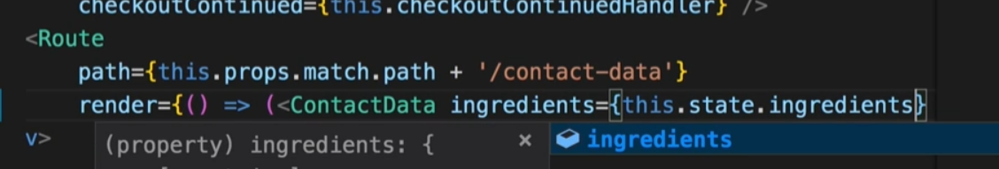 checkoutContinued={this.checkoutContinuedHandler} />
<Route
path={this.props.match.path + '/contact-data'}
render={() => (<ContactData ingredients={this.state.ingredients}
v>
(property) ingredients: {
×
ingredients